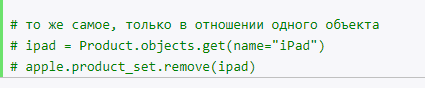 # то же самое, только в отношении одного объекта
# ipad = Product.objects.get(name="iPad")
# apple.product_set.remove(ipad)